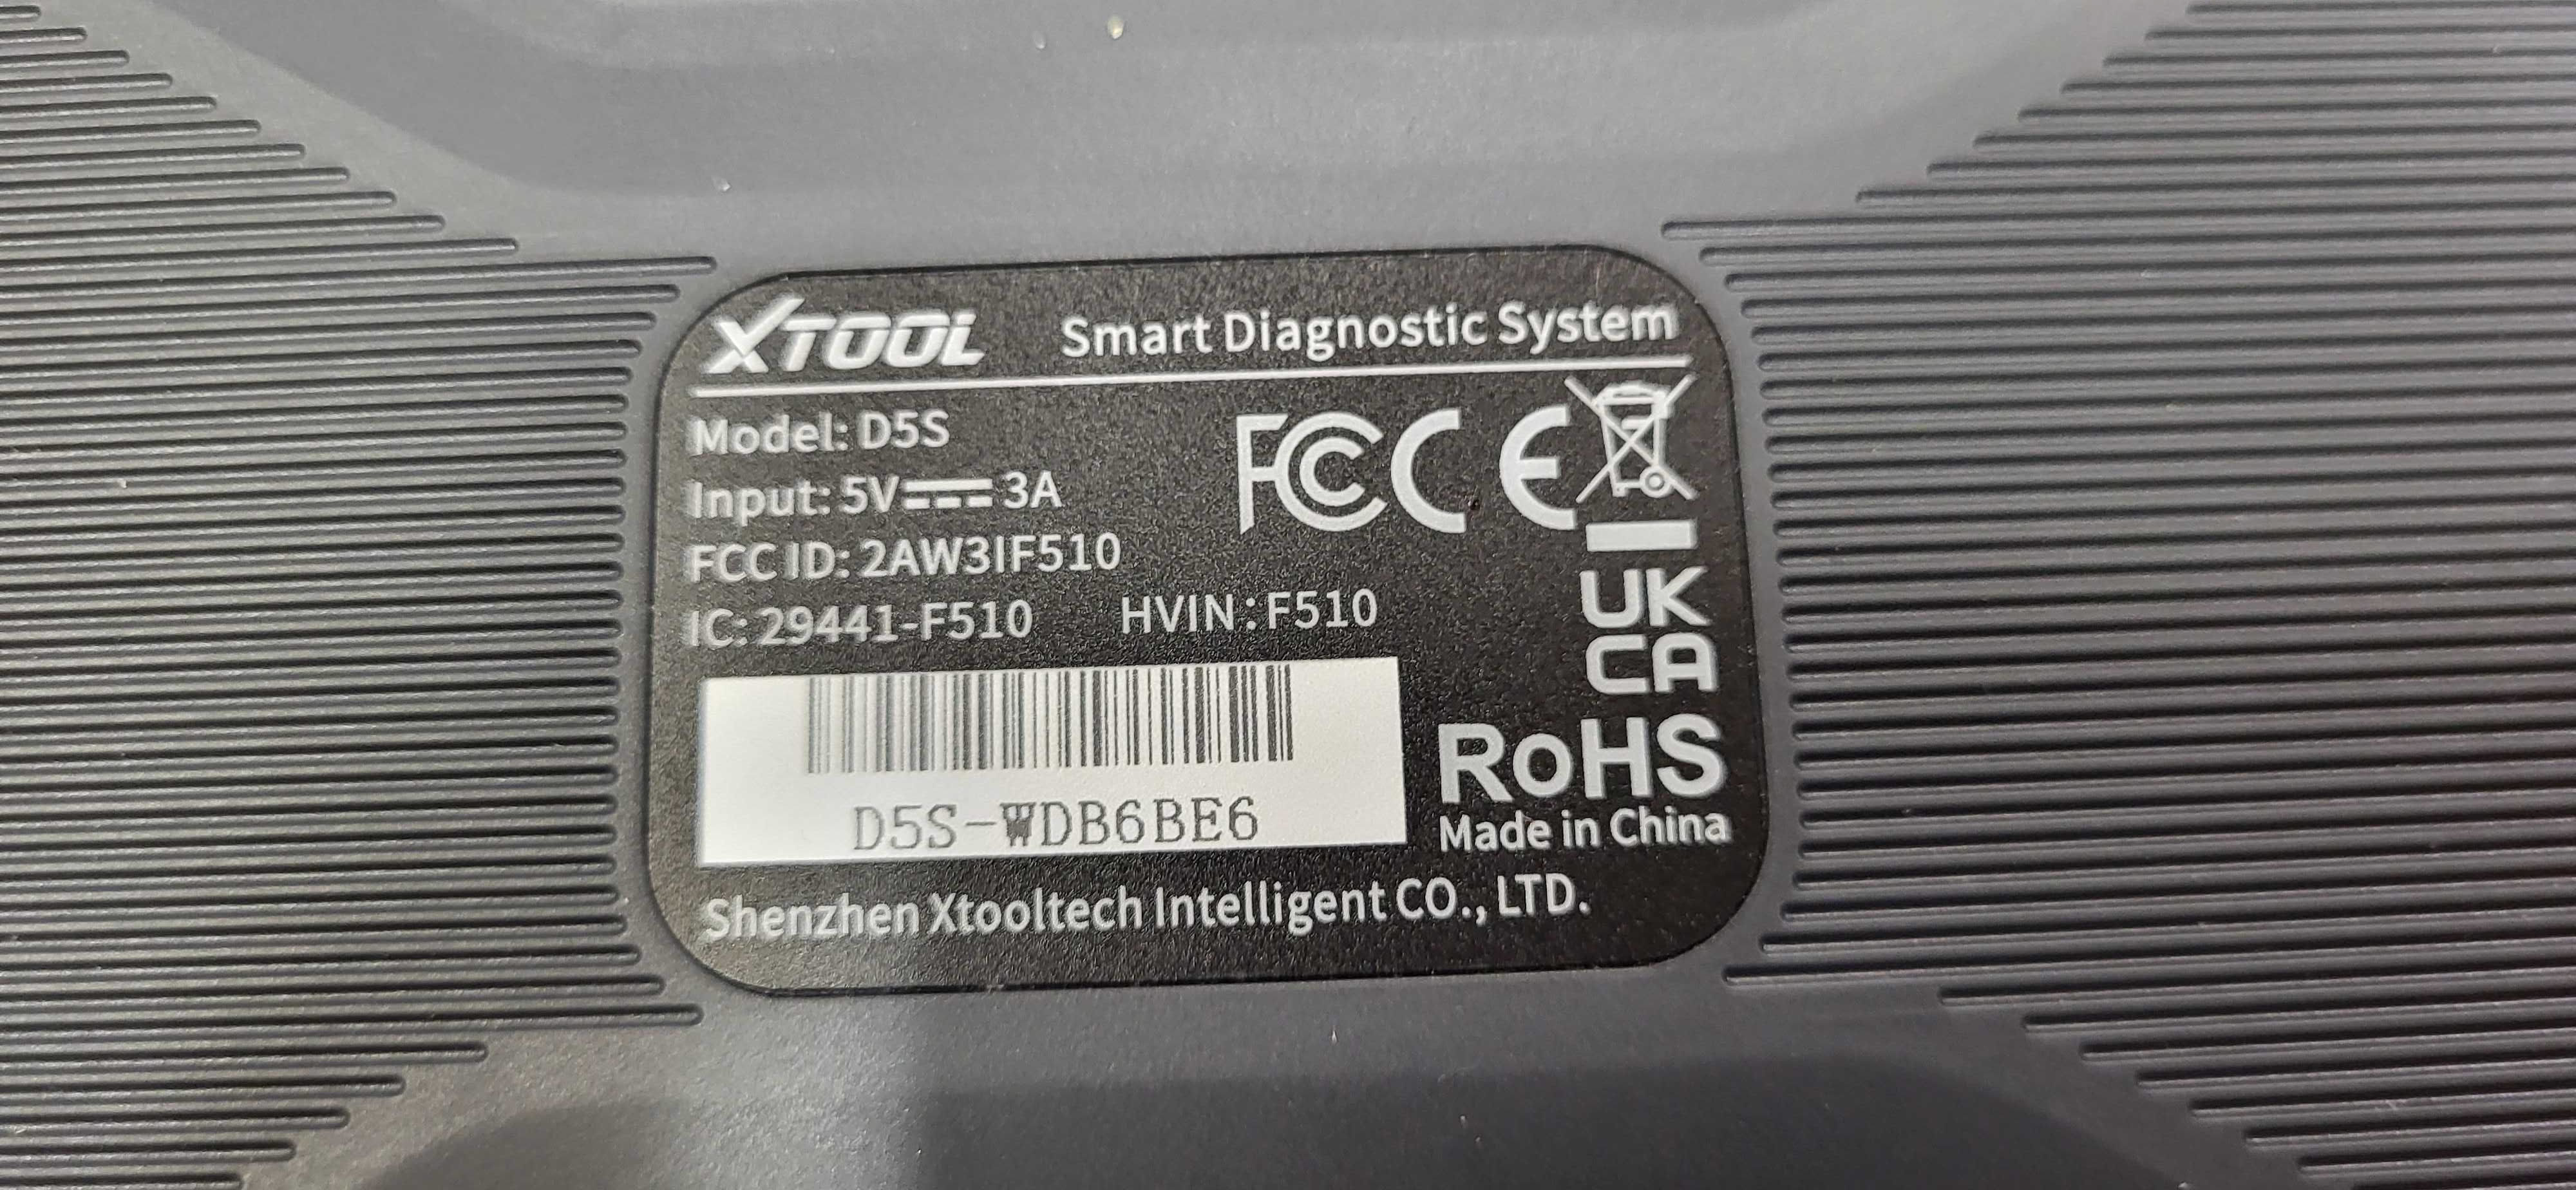 XTOOL Smart Diagnostic System
Model: D5S
Input: 5V 3A
FCC ID: 2AW3IF510
IC: 29441-F510 HVIN:F510
FC CE
UK
CA
RoHS
Made in China
D5S-WDB6BE6
Shenzhen Xtooltech Intelligent CO., LTD.